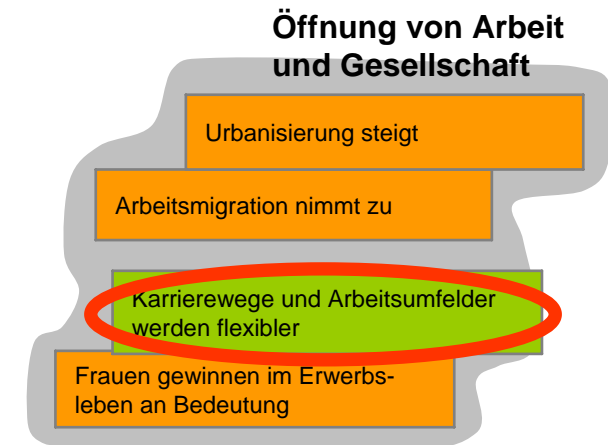 Öffnung von Arbeit
und Gesellschaft
Urbanisierung steigt
Arbeitsmigration nimmt zu
Karrierewege und Arbeitsumfelder
werden flexibler
Frauen gewinnen im Erwerbs-
leben an Bedeutung